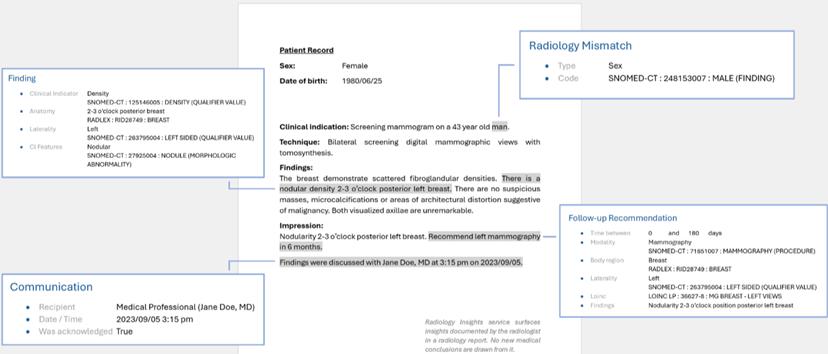 Patient Record
Sex: Female
Date of birth: 1980/06/25
Radiology Mismatch
Type Sex
Code SNOMED-CT : 248153007 : MALE (FINDING)
Finding
Clinical Indicator Density
SNOMED-CT : 125146005 : DENSITY (QUALIFIER VALUE)
Anatomy 2-3 o'clock posterior breast
RADLEX : RID28749 : BREAST
Laterality Left
SNOMED-CT : 263795004 : LEFT SIDED (QUALIFIER VALUE)
CI Features Nodular
SNOMED-CT : 27925004 : NODULE (MORPHOLOGIC
ABNORMALITY)
Clinical indication: Screening mammogram on a 43 year old man.
Technique: Bilateral screening digital mammographic views with
tomosynthesis.
Findings:
The breast demonstrate scattered fibroglandular densities. There is a
nodular density 2-3 o'clock posterior left breast. There are no suspicious
masses, microcalcifications or areas of architectural distortion suggestive
of malignancy. Both visualized axillae are unremarkable.
Impression:
Nodularity 2-3 o'clock posterior left breast. Recommend left mammography
in 6 months.
Findings were discussed with Jane Doe, MD at 3:15 pm on 2023/09/05.
Follow-up Recommendation
Time between 0 and 180 days
Modality Mammography
SNOMED-CT : 71651007 : MAMMOGRAPHY (PROCEDURE)
Body region Breast
RADLEX : RID28749 : BREAST
Laterality Left
SNOMED-CT : 263795004 : LEFT SIDED (QUALIFIER VALUE)
Loinc LOINC LP : 36627-8 : MG BREAST - LEFT VIEWS
Findings Nodularity 2-3 o'clock position posterior left breast
Communication
Recipient Medical Professional (Jane Doe, MD)
Date / Time 2023/09/05 3:15 pm
Was acknowledged True
Radiology Insights service surfaces
insights documented by the radiologist
in a radiology report. No new medical
conclusions are drawn from it.